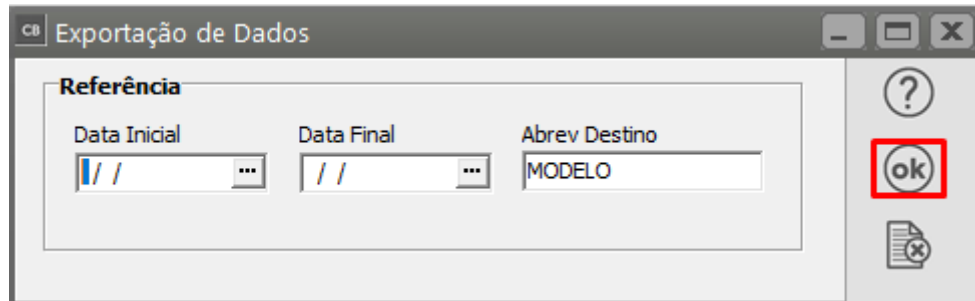 CB Exportação de Dados
Referência
Data Inicial Data Final Abrev Destino
/ / ... / / ... MODELO
?
ok